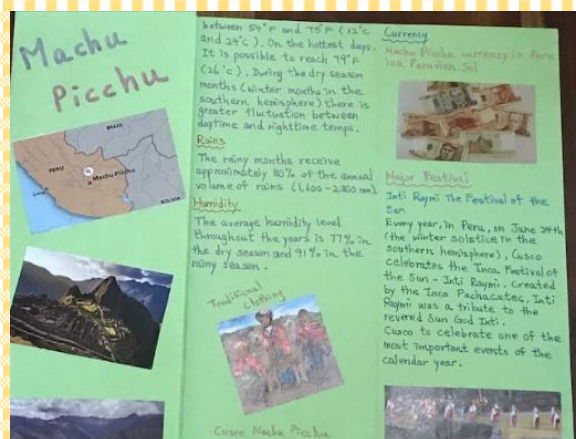 Machu
Picchu
BRAZIL
PERU
Machu Picchu
Lima
BOLIVIA
between 54°F and 75°F (12°c
and 24°c). On the hottest days.
It is possible to reach 79°F
(26°c). During the dry season
months (winter months in the
southern hemisphere) there is
greater fluctuation between
daytime and nighttime temps.
Rains
The rainy months receive
approximately 80% of the annual
volume of rains (1,600-2,800 mm).
Humidity
The average humidity level
throughout the years is 77% in
the dry season and 91% in the
rainy season.
Traditional
Clothing
Cusco Machu Picchu
Currency
Machu Picchu currency in Peru,
Peruvian Sol
Major Festival
Inti Raymi The Festival of the
Sun
Every year, in Peru, on June 24th
(the winter solstice in the
southern hemisphere), Cusco
celebrates the Inca Festival of
the Sun - Inti Raymi. Created
by the Inca Pachacutec, Inti
Raymi was a tribute to the
revered Sun God Inti.
Cusco to celebrate one of the
most important events of the
calendar year.